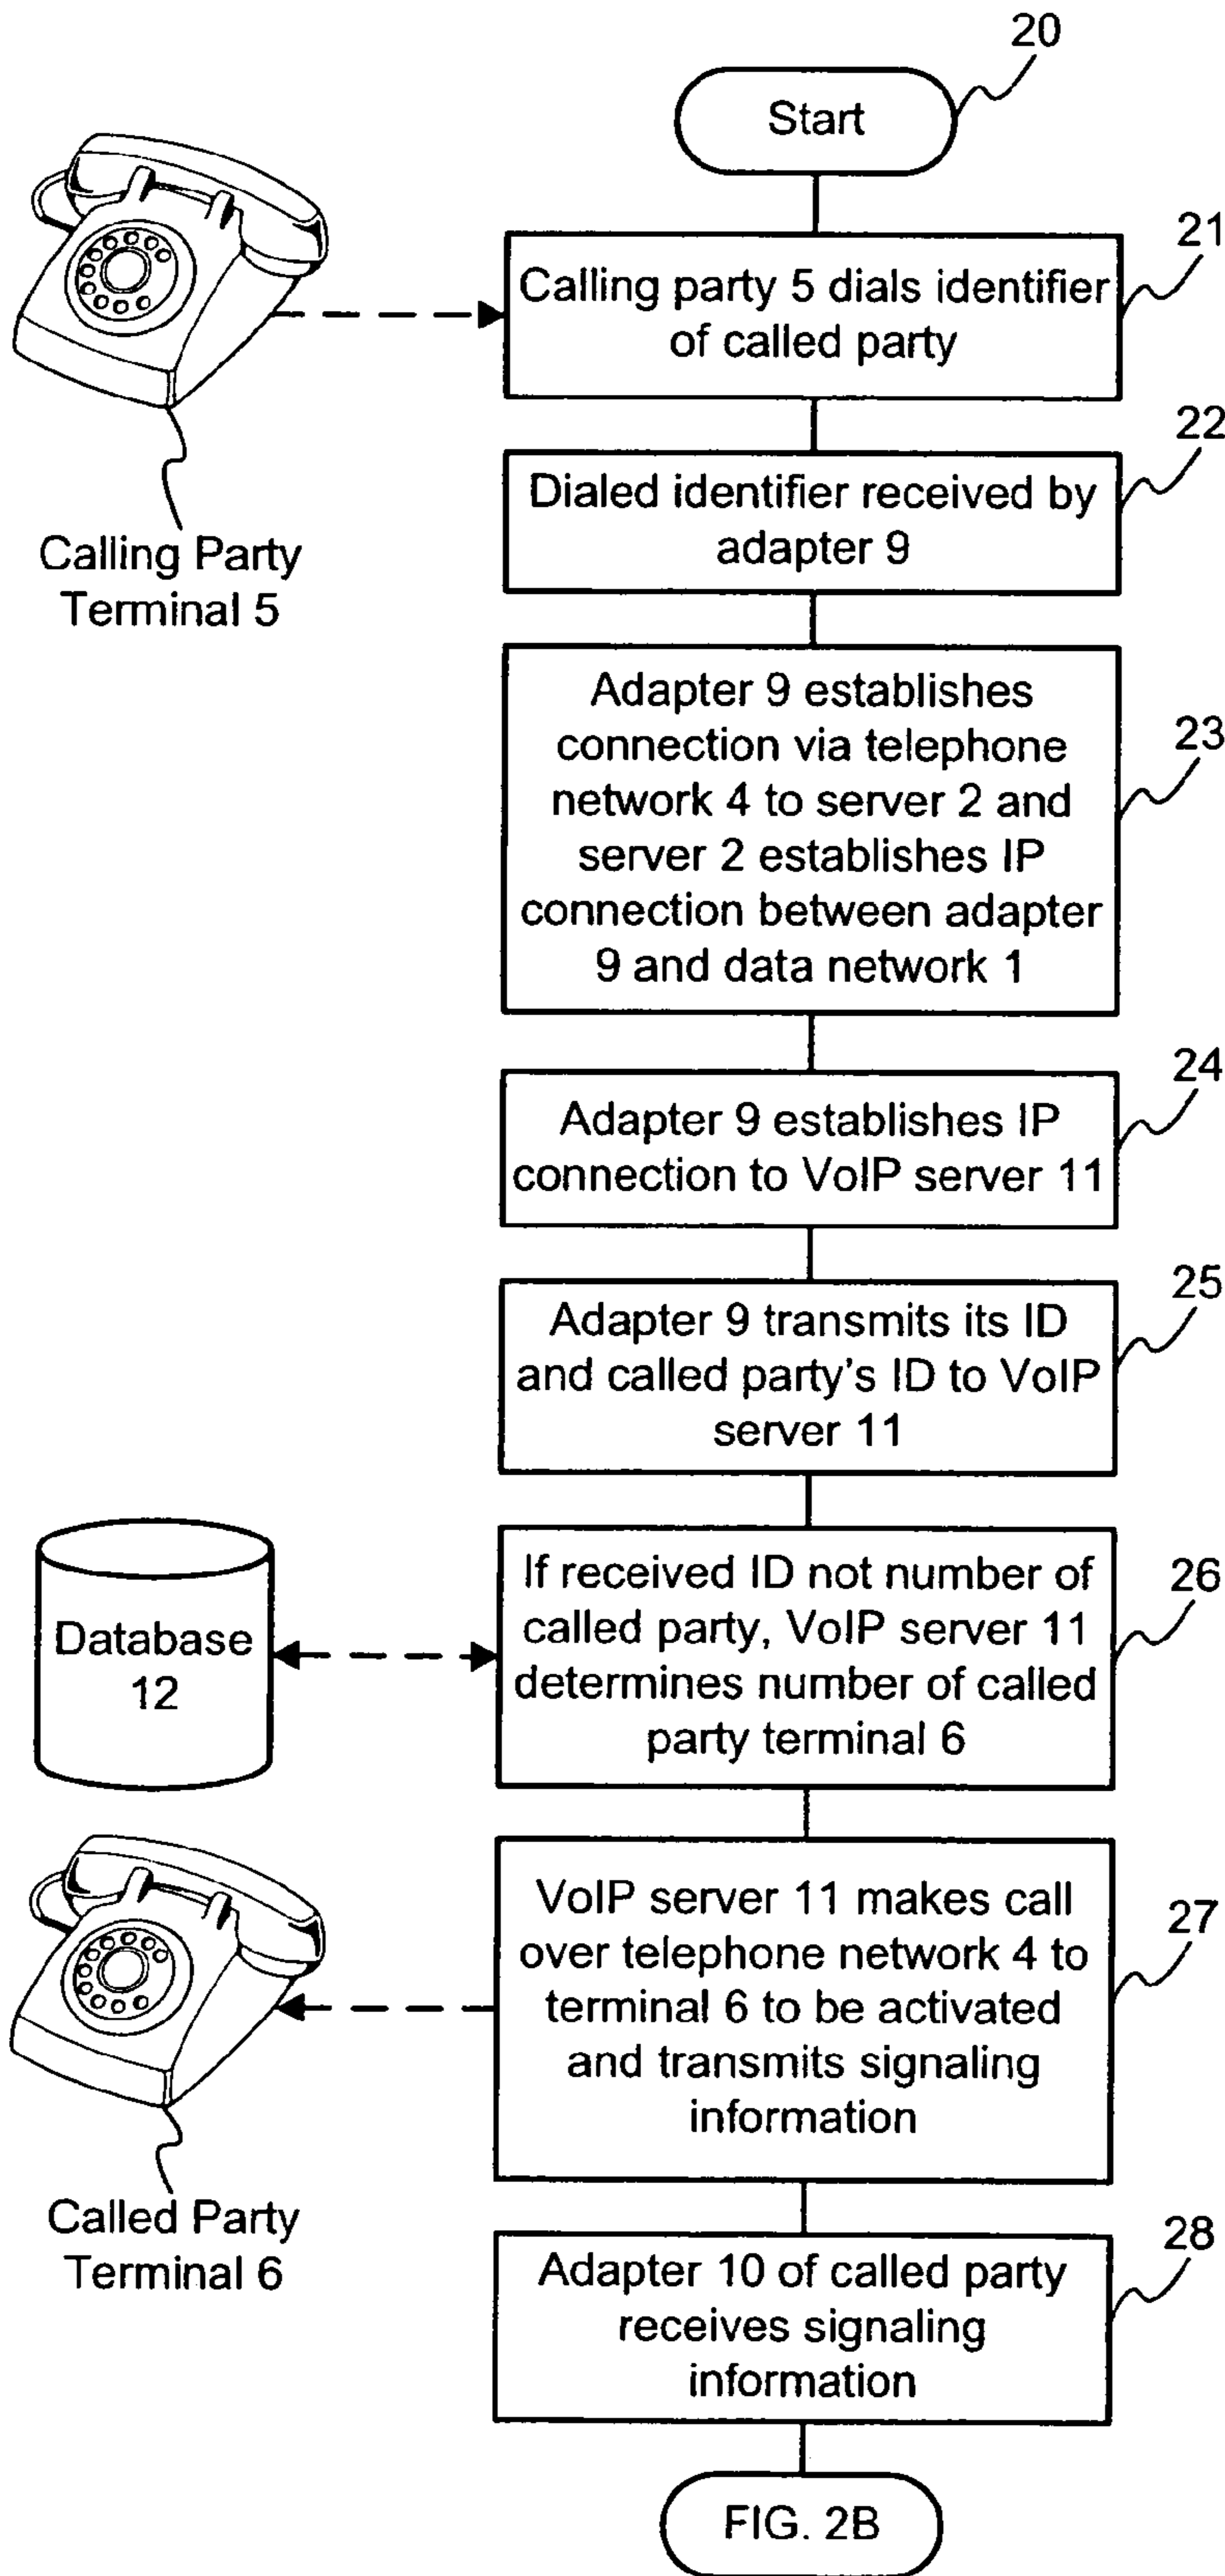 20
Start
21
Calling party 5 dials identifier
of called party
Calling Party
Terminal 5
22
Dialed identifier received by
adapter 9
23
Adapter 9 establishes
connection via telephone
network 4 to server 2 and
server 2 establishes IP
connection between adapter
9 and data network 1
24
Adapter 9 establishes IP
connection to VoIP server 11
25
Adapter 9 transmits its ID
and called party's ID to VoIP
server 11
Database
12
26
If received ID not number of
called party, VoIP server 11
determines number of called
party terminal 6
27
VoIP server 11 makes call
over telephone network 4 to
terminal 6 to be activated
and transmits signaling
information
Called Party
Terminal 6
28
Adapter 10 of called party
receives signaling
information
FIG. 2B